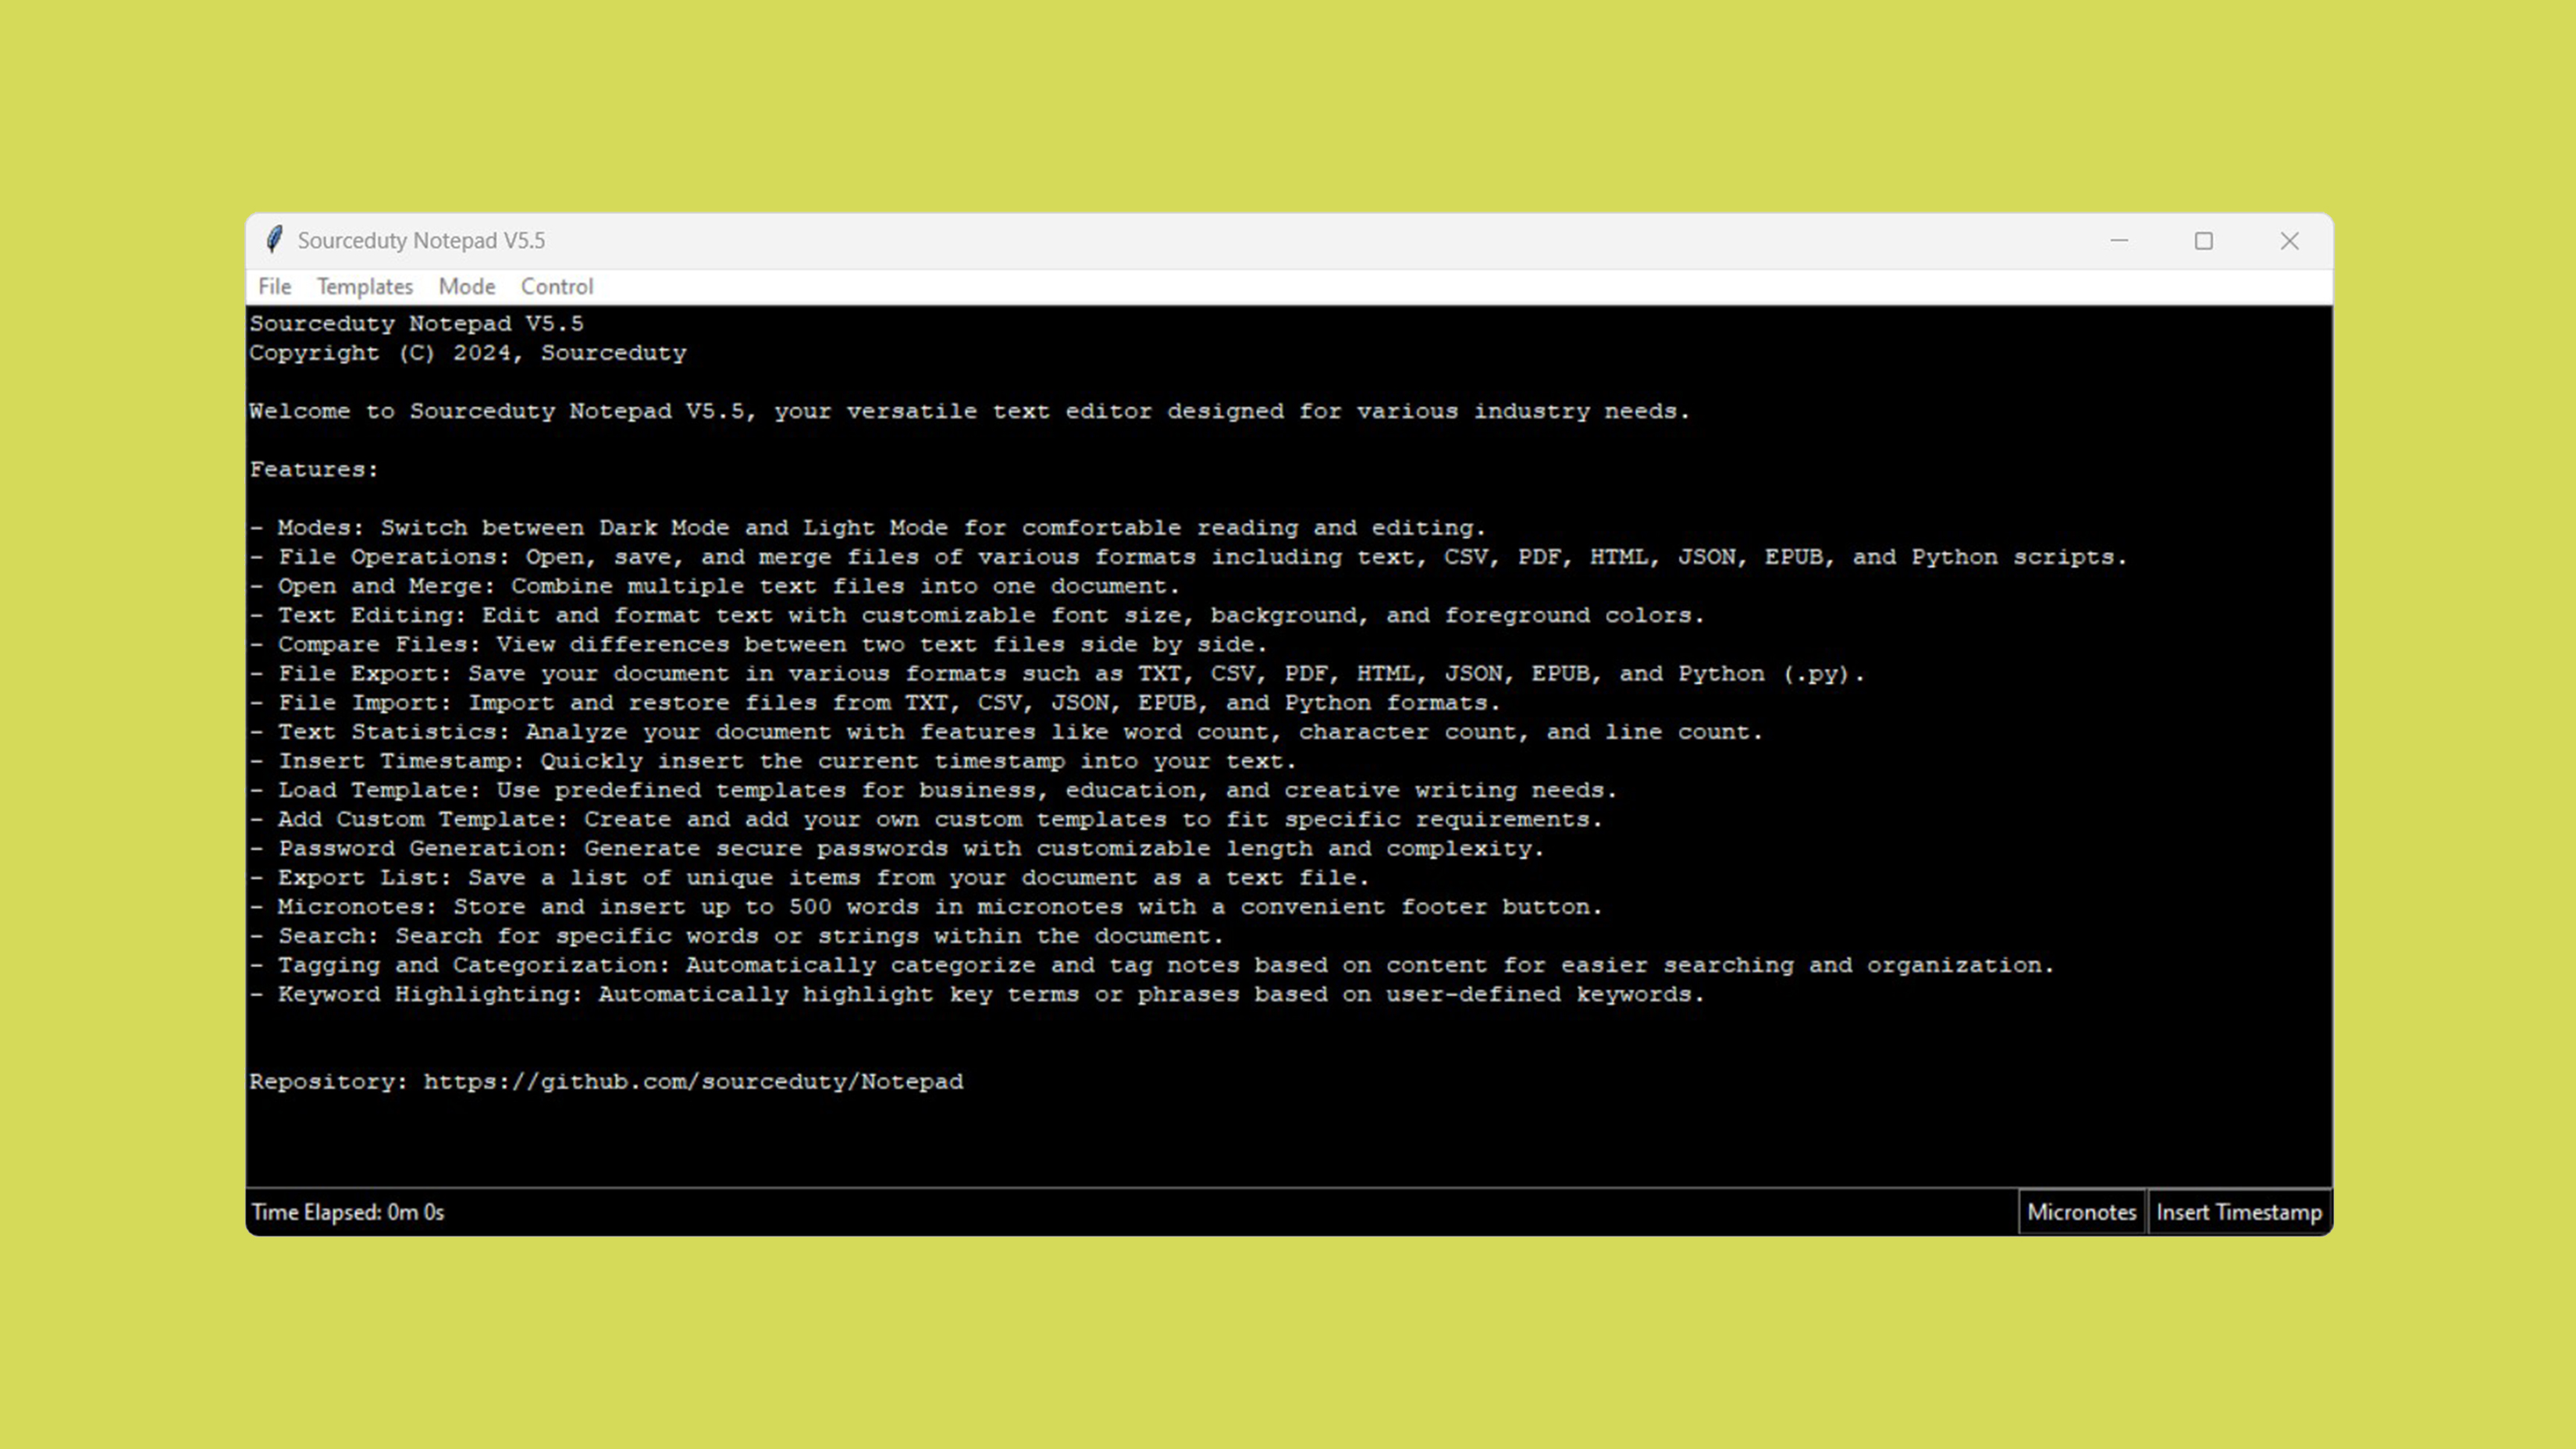 Sourceduty Notepad V5.5
File Templates Mode Control
Sourceduty Notepad V5.5
Copyright (C) 2024, Sourceduty
Welcome to Sourceduty Notepad V5.5, your versatile text editor designed for various industry needs.
Features:
- Modes: Switch between Dark Mode and Light Mode for comfortable reading and editing.
- File Operations: Open, save, and merge files of various formats including text, CSV, PDF, HTML, JSON, EPUB, and Python scripts.
- Open and Merge: Combine multiple text files into one document.
- Text Editing: Edit and format text with customizable font size, background, and foreground colors.
- Compare Files: View differences between two text files side by side.
- File Export: Save your document in various formats such as TXT, CSV, PDF, HTML, JSON, EPUB, and Python (.py).
- File Import: Import and restore files from TXT, CSV, JSON, EPUB, and Python formats.
- Text Statistics: Analyze your document with features like word count, character count, and line count.
- Insert Timestamp: Quickly insert the current timestamp into your text.
- Load Template: Use predefined templates for business, education, and creative writing needs.
- Add Custom Template: Create and add your own custom templates to fit specific requirements.
- Password Generation: Generate secure passwords with customizable length and complexity.
- Export List: Save a list of unique items from your document as a text file.
- Micronotes: Store and insert up to 500 words in micronotes with a convenient footer button.
- Search: Search for specific words or strings within the document.
- Tagging and Categorization: Automatically categorize and tag notes based on content for easier searching and organization.
- Keyword Highlighting: Automatically highlight key terms or phrases based on user-defined keywords.
Repository: https://github.com/sourceduty/Notepad
Time Elapsed: 0m 0s Micronotes Insert Timestamp